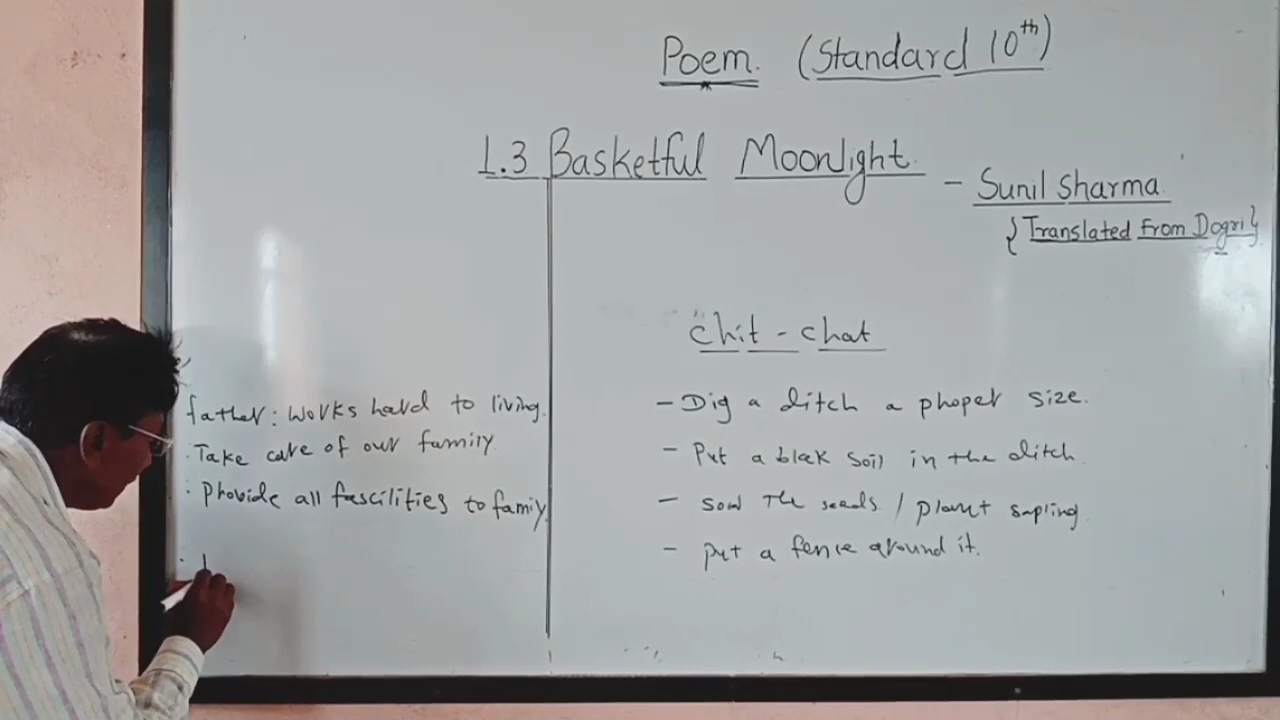 Poem. (Standard 10th)
1.3 Basketful Moonlight.
- Sunil Sharma
{Translated from Dogri}
Chit - Chat
father: Works hard to living.
. Take care of our family
: Provide all fascilities to famiy
- Dig a ditch a proper size.
- Put a blak soil in the ditch
- sow The seads / plant sapling
- put a fence around it.